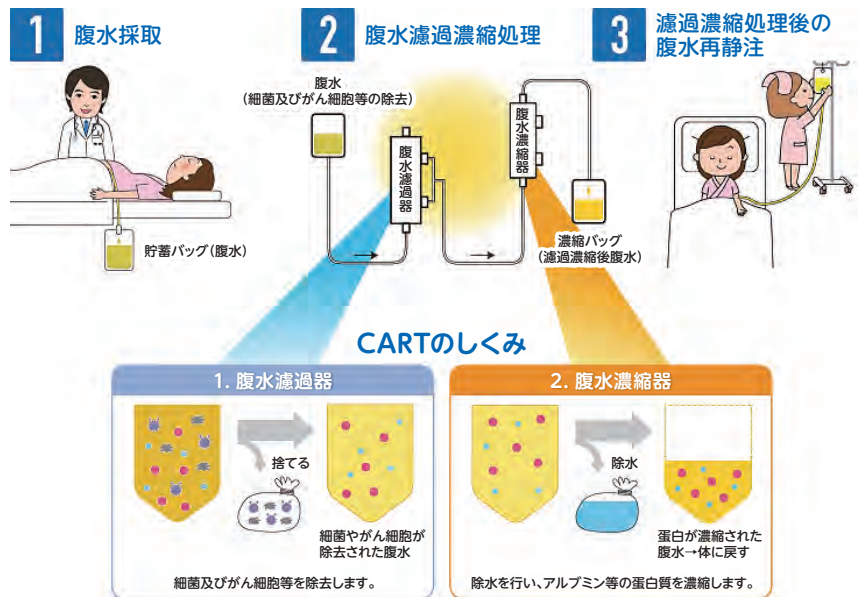 1 腹水採取
2 腹水濾過濃縮処理
3 濾過濃縮処理後の
腹水再静注
貯蓄バッグ(腹水)
腹水
(細菌及びがん細胞等の除去)
腹水濾過器
腹水濃縮器
濃縮バッグ
(濾過濃縮後腹水)
CARTのしくみ
1. 腹水濾過器
捨てる
細菌やがん細胞が
除去された腹水
細菌及びがん細胞等を除去します。
2. 腹水濃縮器
除水
蛋白が濃縮された
腹水→体に戻す
除水を行い、アルブミン等の蛋白質を濃縮します。